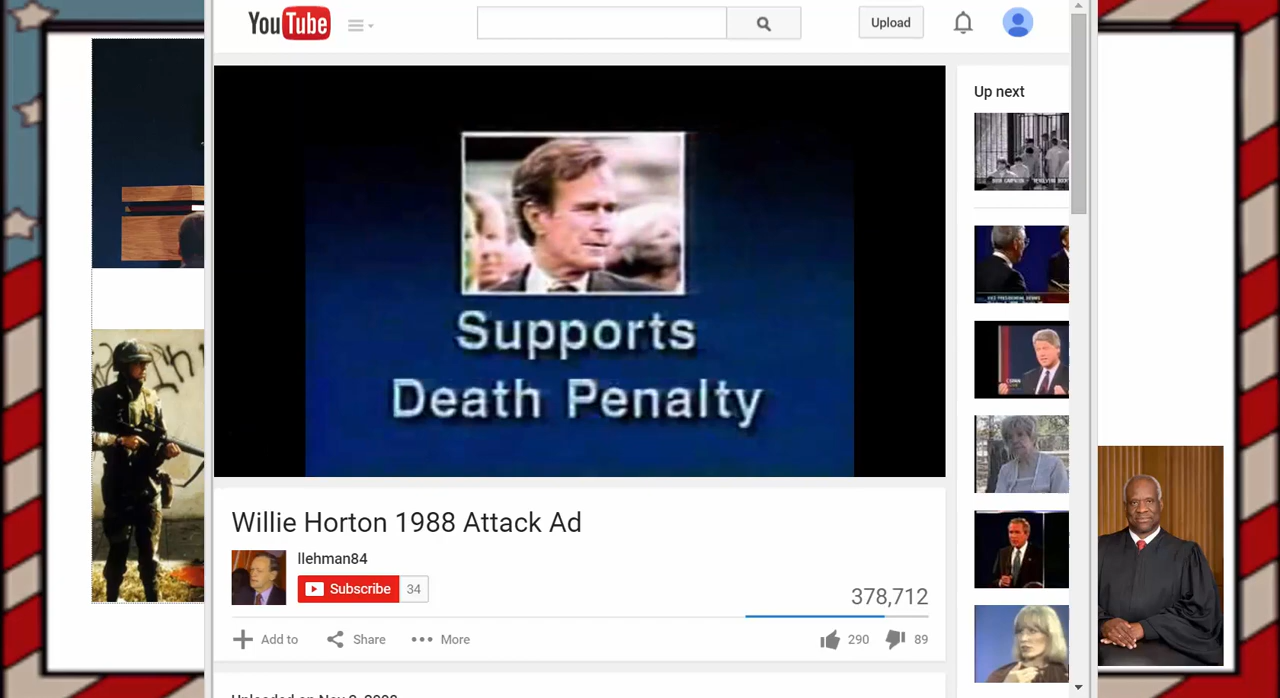 YouTube
Upload
Up next
Supports
Death Penalty
Willie Horton 1988 Attack Ad
llehman84
Subscribe 34
378,712
Add to Share More 290 89